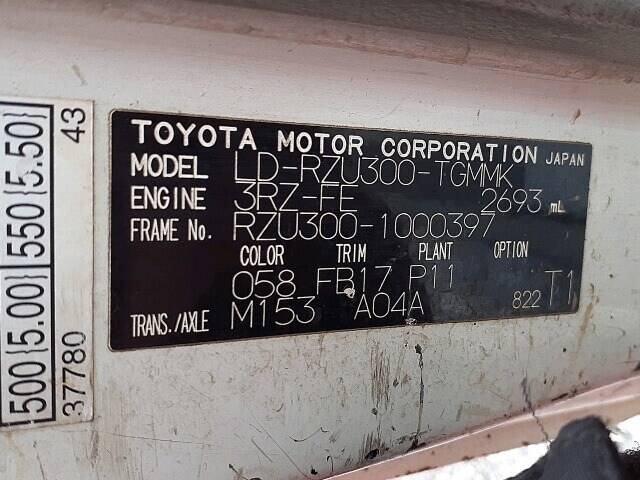 TOYOTA MOTOR CORPORATION JAPAN
MODEL LD-RZU300-TGMMK
ENGINE 3RZ-FE 2693 mL
FRAME No. RZU300-1000397
COLOR TRIM PLANT OPTION
058 FB17 P11
TRANS./AXLE M153 A04A 822 T1
500{5.00} 550{5.50}
37780 43